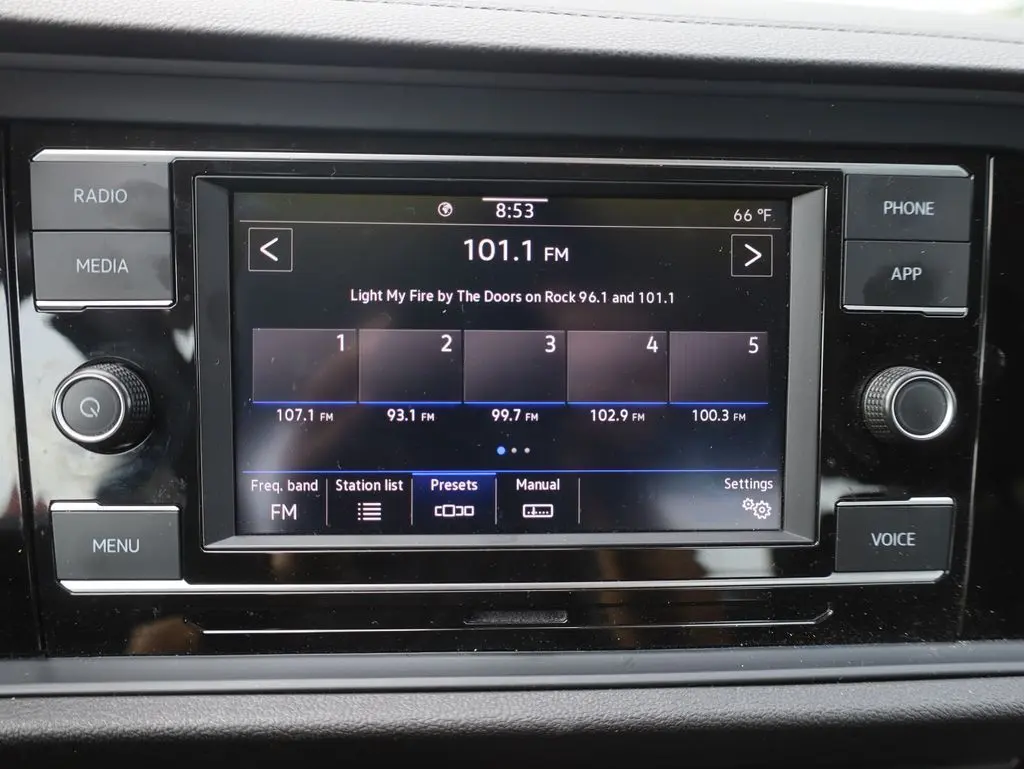 RADIO
MEDIA
MENU
8:53
66 °F
<
101.1 FM
>
Light My Fire by The Doors on Rock 96.1 and 101.1
1 2 3 4 5
107.1 FM 93.1 FM 99.7 FM 102.9 FM 100.3 FM
Freq. band Station list Presets Manual Settings
FM
PHONE
APP
VOICE